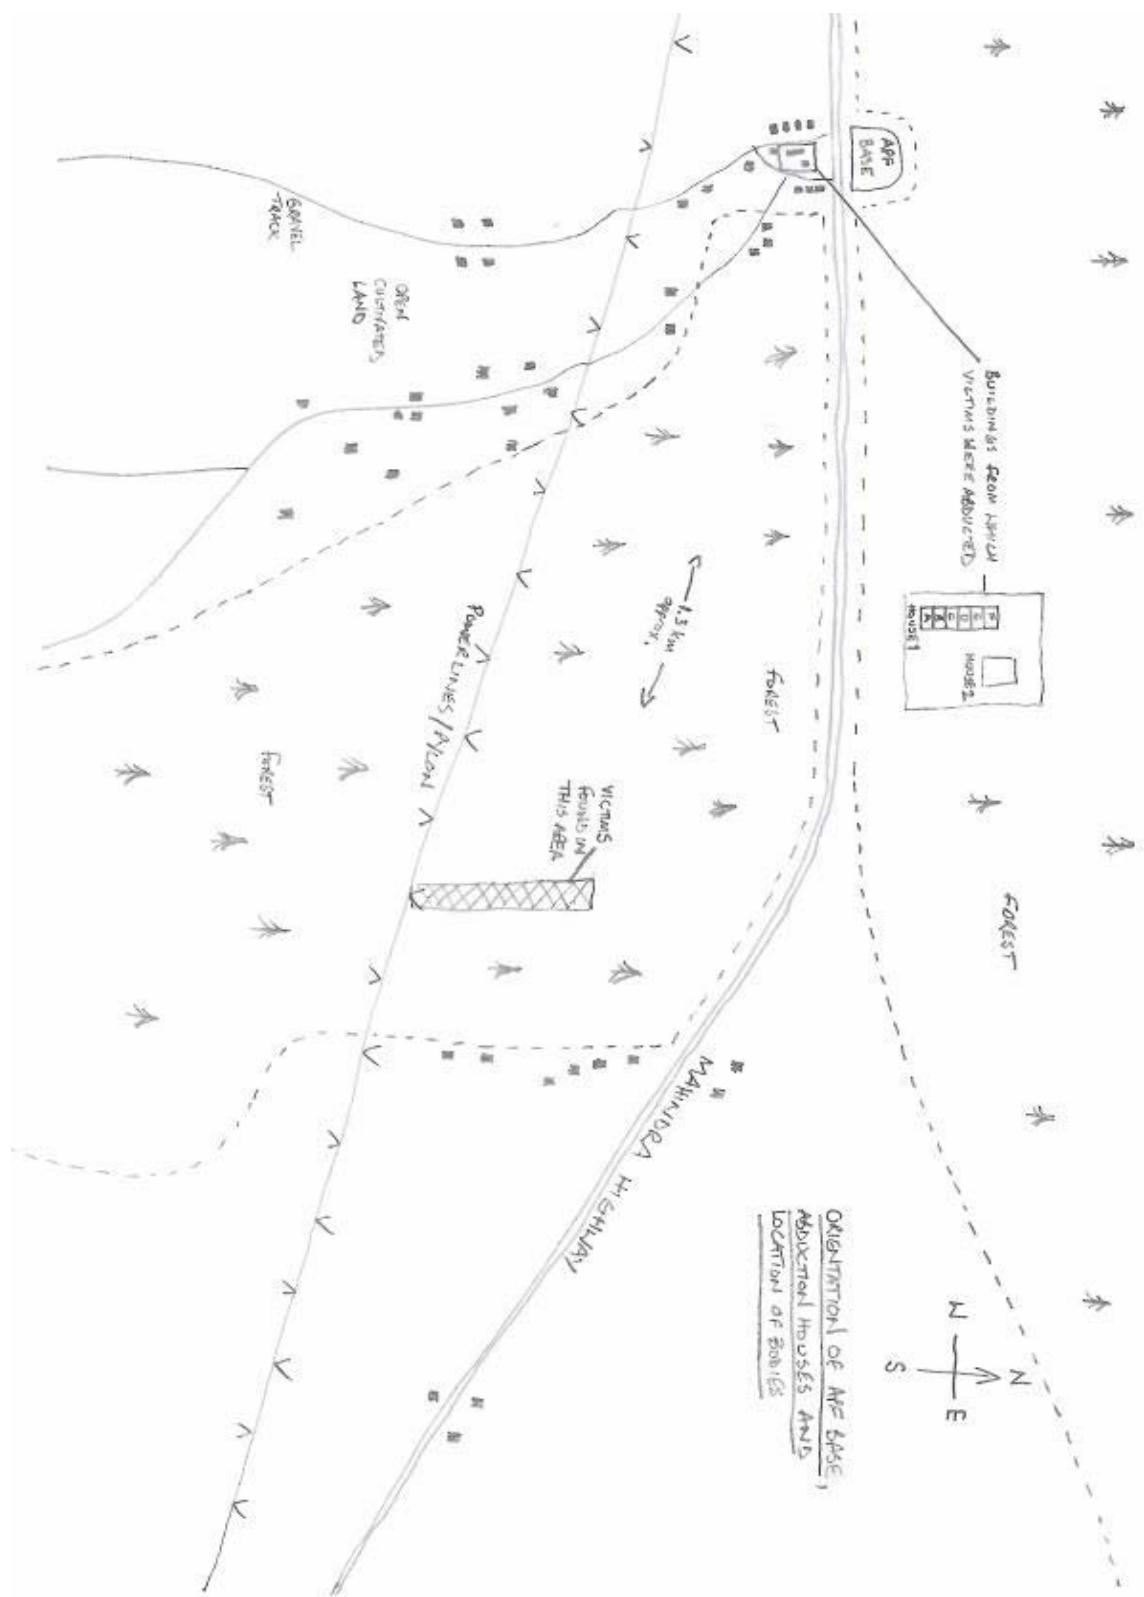 APF
BASE
GRAVEL
TRACK
OPEN
CULTIVATED
LAND
BUILDINGS FROM WHICH
VICTIMS WERE ABDUCTED
HOUSE 1
A
B
C
D
E
F
HOUSE 2
1.3 KM
APPROX.
POWERLINES/PYLON
FOREST
FOREST
FOREST
VICTIMS
FOUND IN
THIS AREA
MAHINDRA HIGHWAY
ORIENTATION OF APF BASE,
ABDUCTION HOUSES AND
LOCATION OF BODIES
N
W
E
S